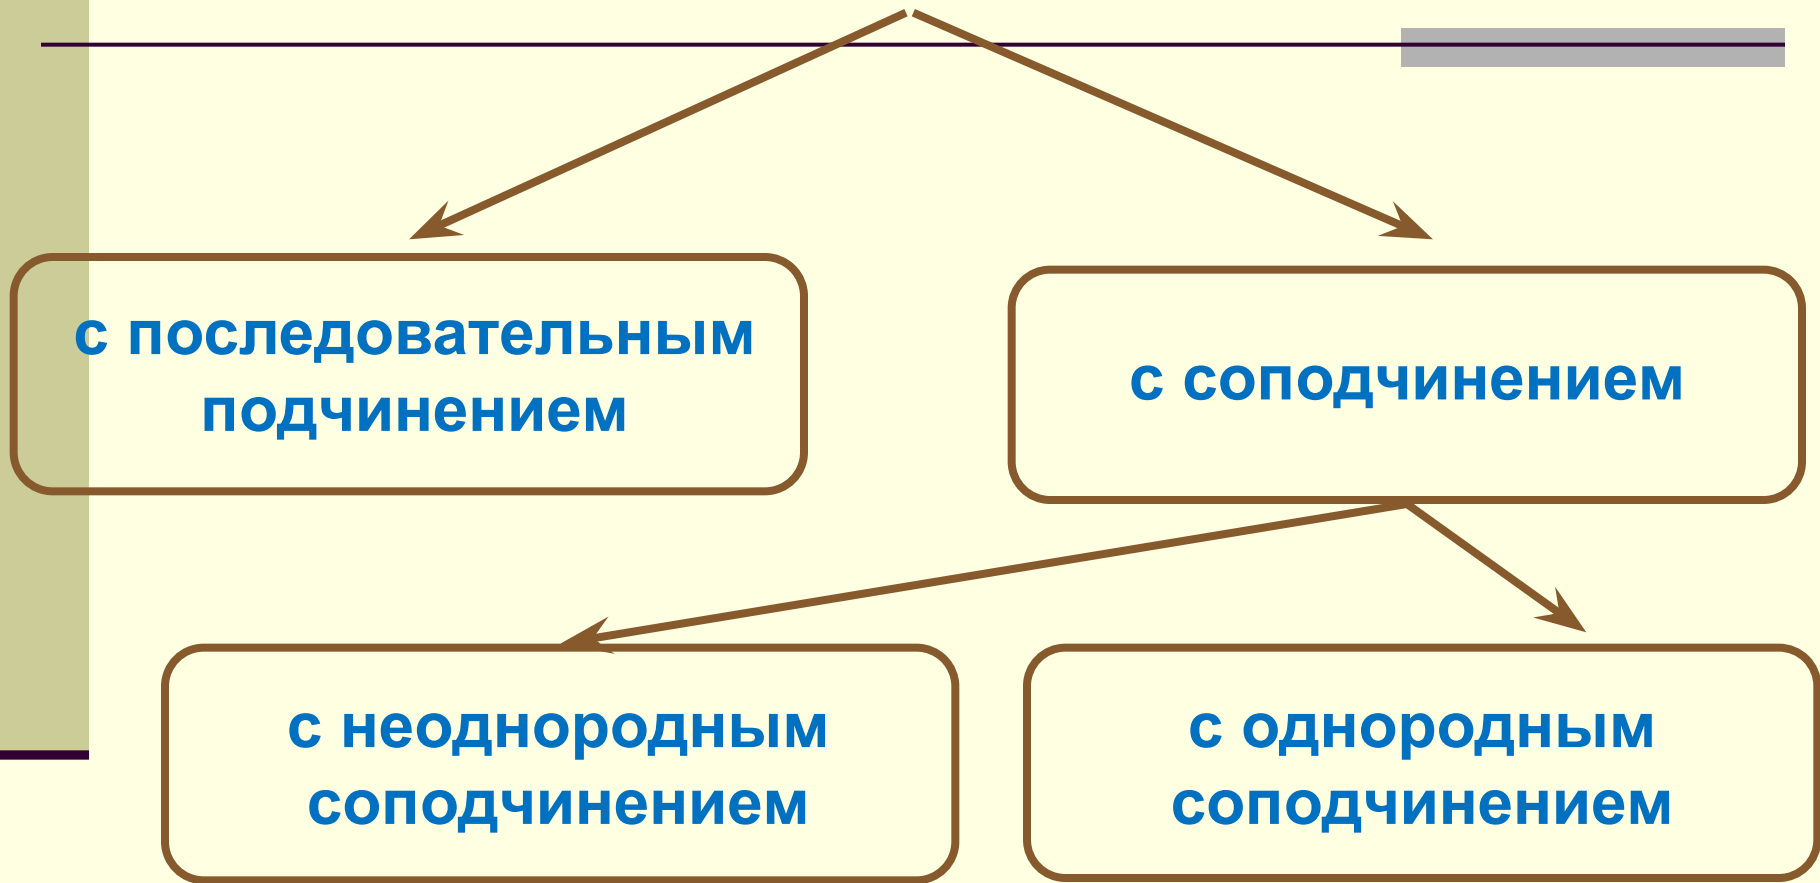 с последовательным
подчинением
с соподчинением
с неоднородным
соподчинением
с однородным
соподчинением